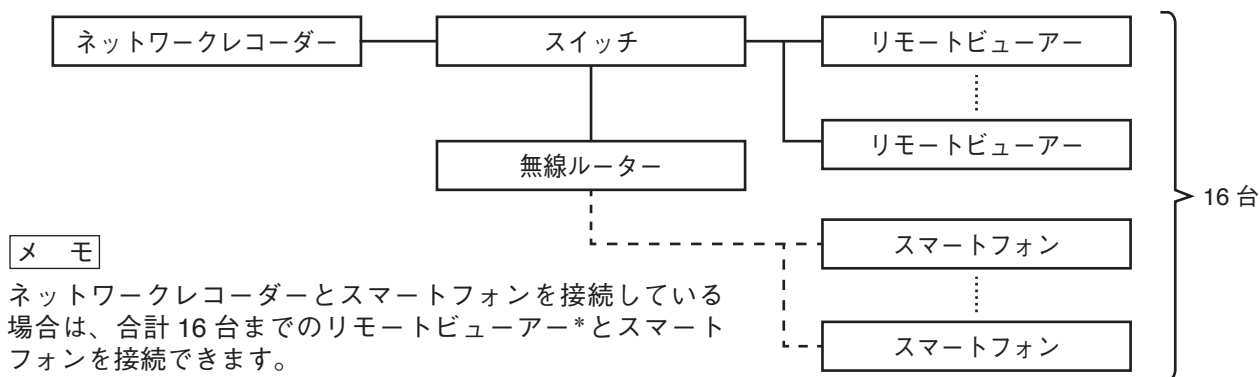 ネットワークレコーダー
スイッチ
リモートビューアー
リモートビューアー
無線ルーター
16 台
スマートフォン
スマートフォン
メ モ
ネットワークレコーダーとスマートフォンを接続している
場合は、合計 16 台までのリモートビューアー*とスマート
フォンを接続できます。